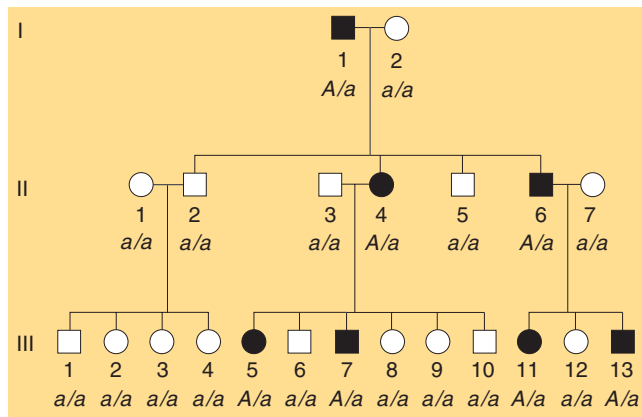 I
1 2
A/a a/a
II
1 2 3 4 5 6 7
a/a a/a a/a A/a a/a A/a a/a
III
1 2 3 4 5 6 7 8 9 10 11 12 13
a/a a/a a/a a/a A/a a/a A/a a/a a/a a/a A/a a/a A/a